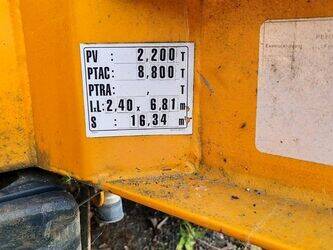 PV : 2,200 T
PTAC: 8,800 T
PTRA: , T
L.L: 2,40 x 6,81 m
S : 16,34 m²